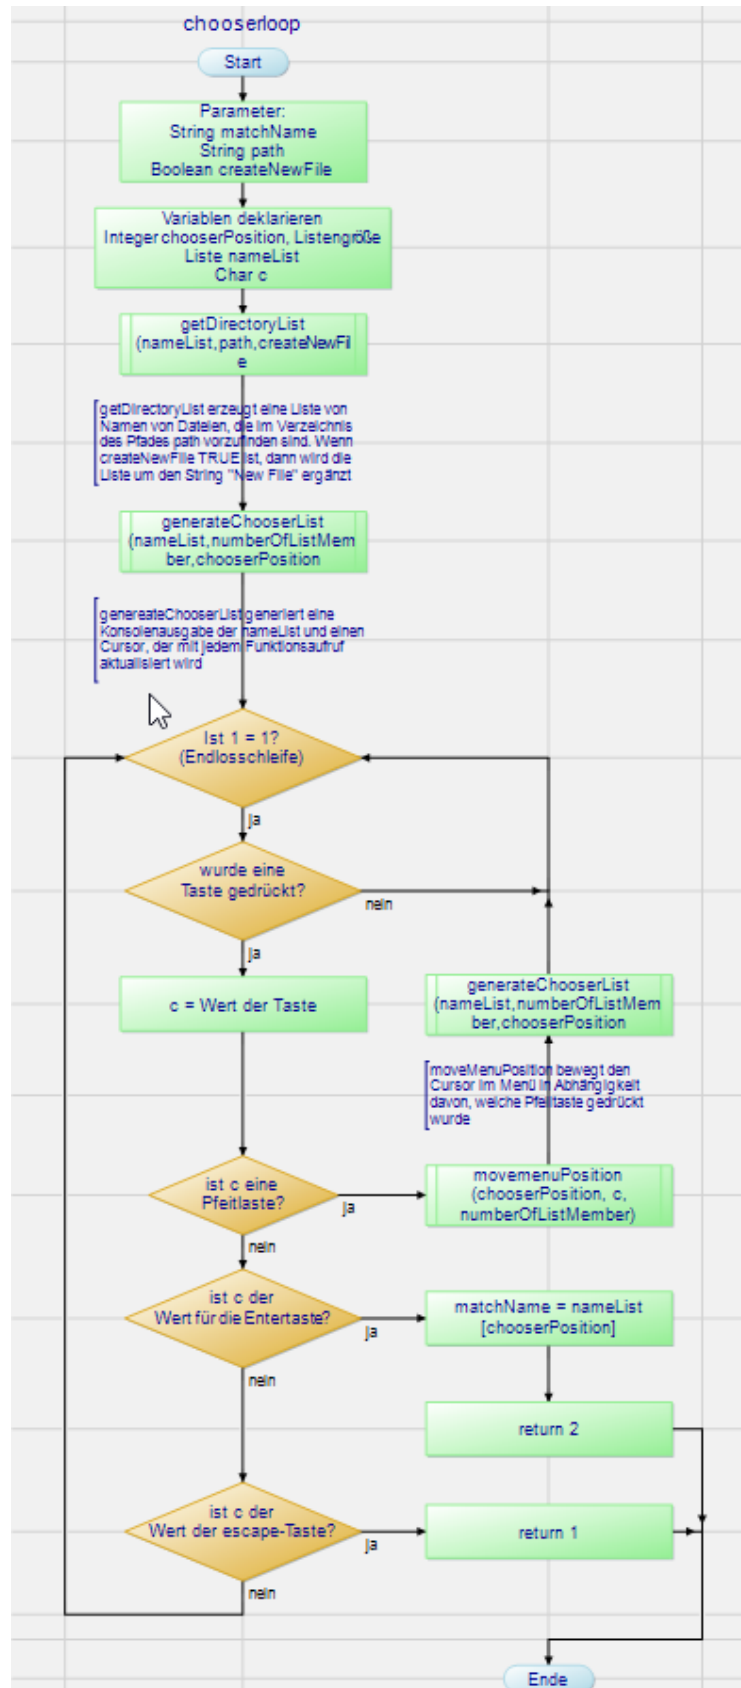 chooserloop
Start
Parameter:
String matchName
String path
Boolean createNewFile
Variablen deklarieren
Integer chooserPosition, Listengröße
Liste nameList
Char c
getDirectoryList
(nameList,path,createNewFil
e
getDirectoryList erzeugt eine Liste von
Namen von Dateien, die im Verzeichnis
des Pfades path vorzufinden sind. Wenn
createNewFile TRUE ist, dann wird die
Liste um den String "New File" ergänzt
generateChooserList
(nameList,numberOfListMem
ber,chooserPosition
genereateChooserList generiert eine
Konsolenausgabe der nameList und einen
Cursor, der mit jedem Funktionsaufruf
aktualisiert wird
Ist 1 = 1?
(Endlosschleife)
ja
wurde eine
Taste gedrückt?
nein
ja
c = Wert der Taste
generateChooserList
(nameList,numberOfListMem
ber,chooserPosition
moveMenuPosition bewegt den
Cursor im Menü in Abhängigkeit
davon, welche Pfeiltaste gedrückt
wurde
ist c eine
Pfeitlaste?
ja
movemenuPosition
(chooserPosition, c,
numberOfListMember)
nein
ist c der
Wert für die Entertaste?
ja
matchName = nameList
[chooserPosition]
nein
return 2
ist c der
Wert der escape-Taste?
ja
return 1
nein
Ende